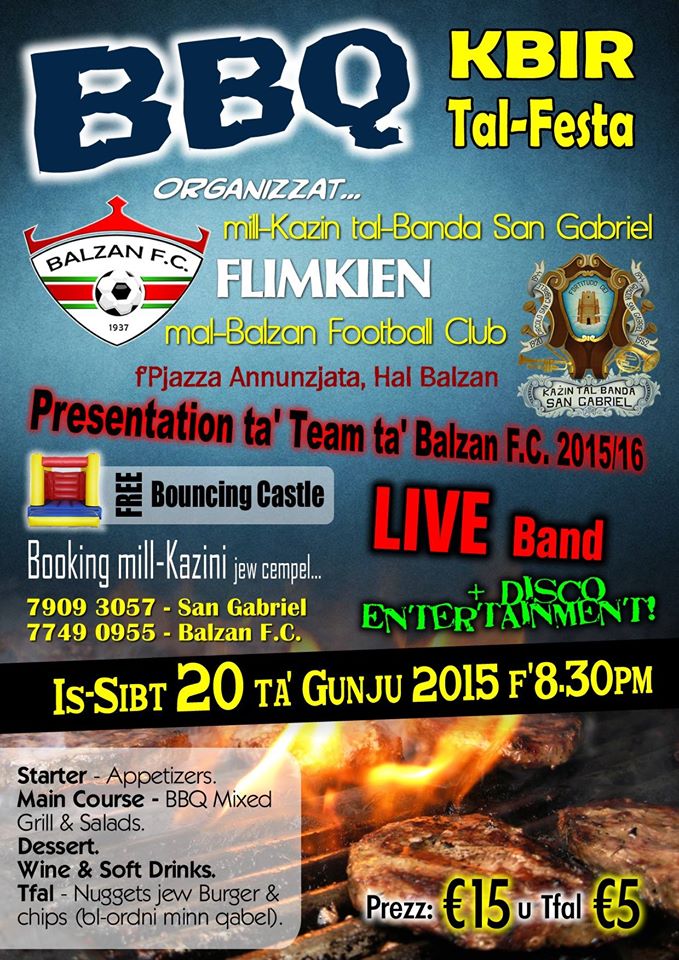 BBQ
KBIR
Tal-Festa
ORGANIZZAT...
mill-Kazin tal-Banda San Gabriel
BALZAN F.C.
1937
FLIMKIEN
mal-Balzan Football Club
FORTITUDO DEI
KAŻIN TAL BANDA
SAN GABRIEL
f'Pjazza Annunzjata, Hal Balzan
Presentation ta' Team ta' Balzan F.C. 2015/16
FREE Bouncing Castle
LIVE Band
+ DISCO
ENTERTAINMENT!
Booking mill-Kazini jew cempel...
7909 3057 - San Gabriel
7749 0955 - Balzan F.C.
Is-Sibt 20 ta' Gunju 2015 f'8.30pm
Starter - Appetizers.
Main Course - BBQ Mixed
Grill & Salads.
Dessert.
Wine & Soft Drinks.
Tfal - Nuggets jew Burger &
chips (bl-ordni minn qabel).
Prezz: €15 u Tfal €5